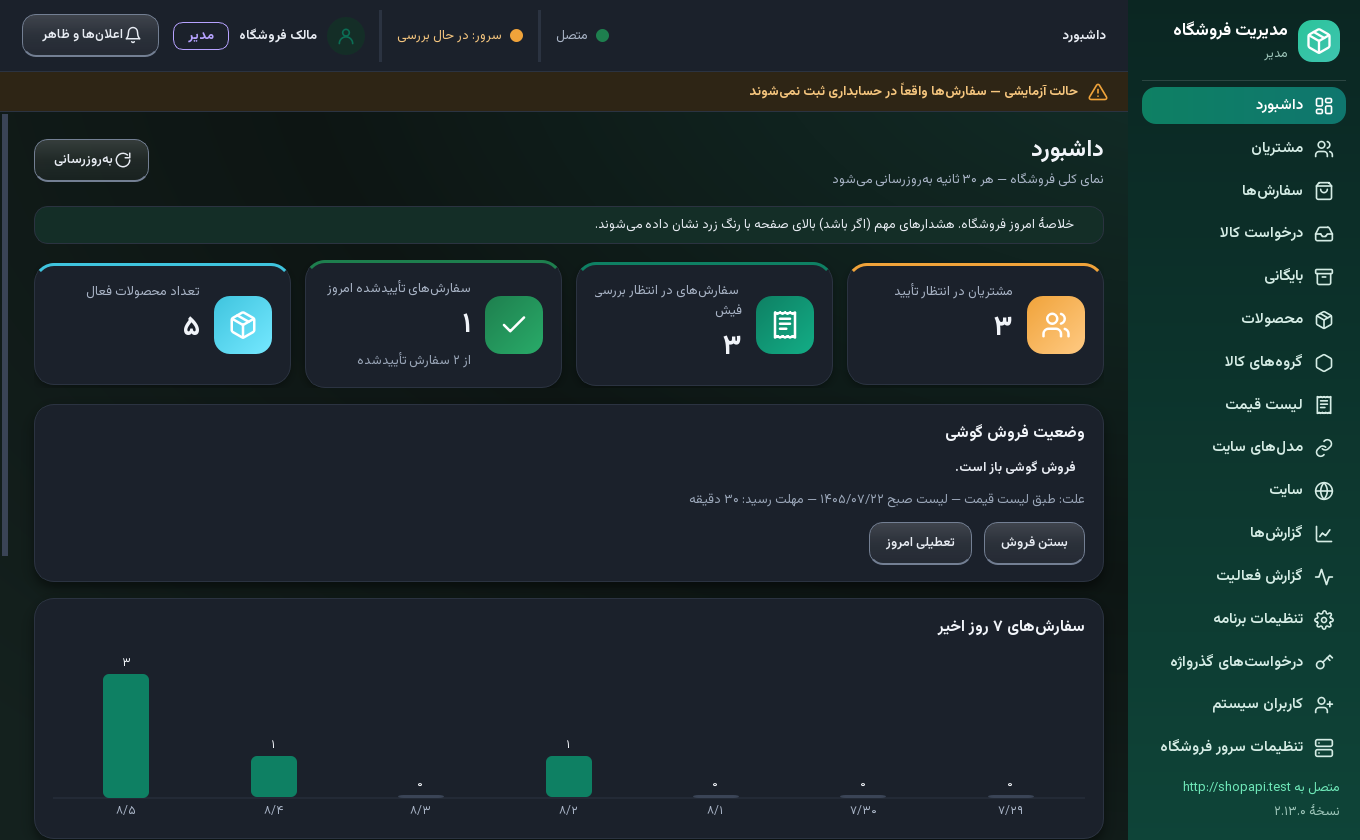 مدیریت فروشگاه
مدیر
داشبورد
مشتریان
سفارش‌ها
درخواست کالا
بایگانی
محصولات
گروه‌های کالا
لیست قیمت
مدل‌های سایت
سایت
گزارش‌ها
گزارش فعالیت
تنظیمات برنامه
درخواست‌های گذرواژه
کاربران سیستم
تنظیمات سرور فروشگاه
متصل به http://shopapi.test
نسخهٔ ۲.۱۳.۰
داشبورد
متصل
سرور: در حال بررسی
مالک فروشگاه
مدیر
اعلان‌ها و ظاهر
حالت آزمایشی — سفارش‌ها واقعاً در حسابداری ثبت نمی‌شوند
داشبورد
نمای کلی فروشگاه — هر ۳۰ ثانیه به‌روزرسانی می‌شود
به‌روزرسانی
خلاصهٔ امروز فروشگاه. هشدارهای مهم (اگر باشد) بالای صفحه با رنگ زرد نشان داده می‌شوند.
مشتریان در انتظار تأیید
۳
سفارش‌های در انتظار بررسی
فیش
۳
سفارش‌های تأییدشده امروز
۱
از ۲ سفارش تأییدشده
تعداد محصولات فعال
۵
وضعیت فروش گوشی
فروش گوشی باز است.
علت: طبق لیست قیمت — لیست صبح ۱۴۰۵/۰۷/۲۲ — مهلت رسید: ۳۰ دقیقه
بستن فروش
تعطیلی امروز
سفارش‌های ۷ روز اخیر
۰ ۰ ۰ ۱ ۰ ۱ ۳
۷/۲۹ ۷/۳۰ ۸/۱ ۸/۲ ۸/۳ ۸/۴ ۸/۵